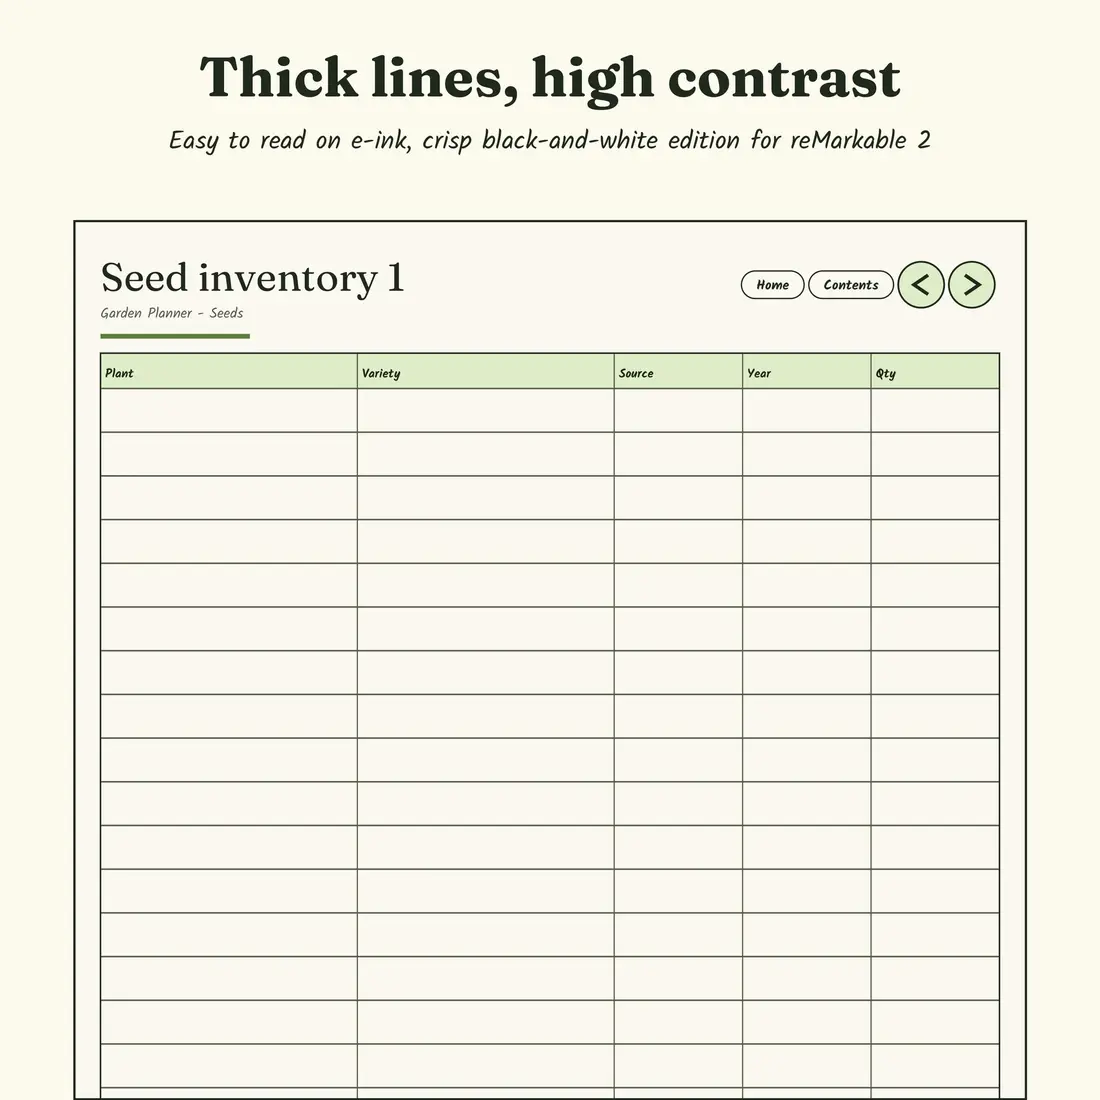 Thick lines, high contrast
Easy to read on e-ink, crisp black-and-white edition for reMarkable 2
Seed inventory 1
Home Contents < >
Garden Planner - Seeds
Plant Variety Source Year Qty